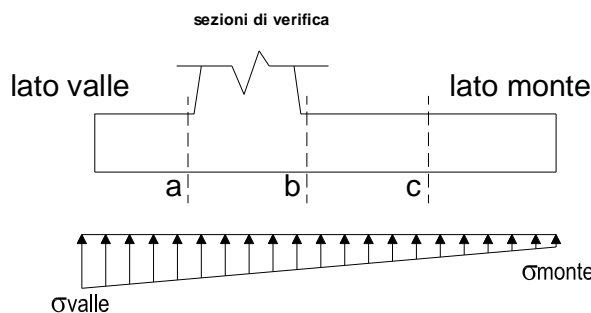 sezioni di verifica
lato valle
lato monte
a
b
c
σvalle
σmonte